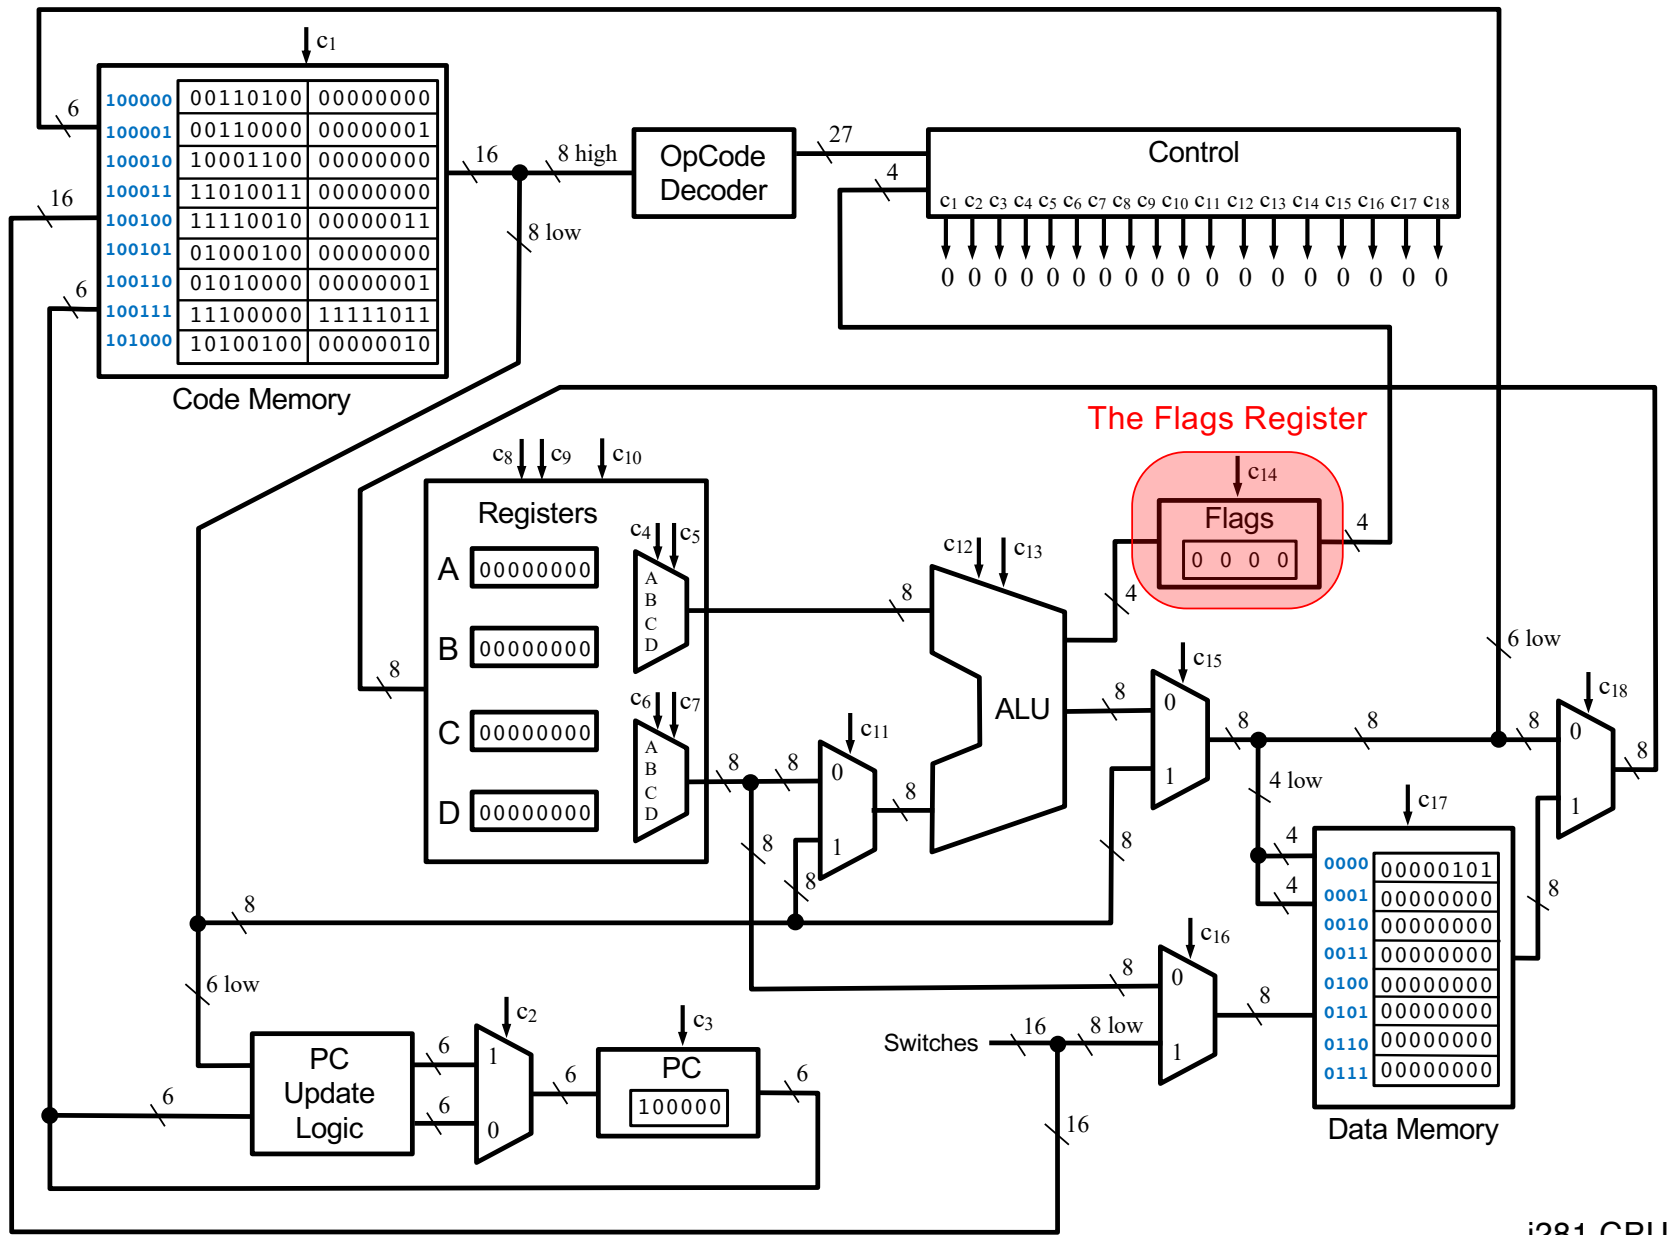 c1
100000 00110100 00000000
100001 00110000 00000001
100010 10001100 00000000
100011 11010011 00000000
100100 11110010 00000011
100101 01000100 00000000
100110 01010000 00000001
100111 11100000 11111011
101000 10100100 00000010
Code Memory
6
16
6
16
8 high
8 low
OpCode
Decoder
27
4
Control
c1 c2 c3 c4 c5 c6 c7 c8 c9 c10 c11 c12 c13 c14 c15 c16 c17 c18
0 0 0 0 0 0 0 0 0 0 0 0 0 0 0 0 0 0
The Flags Register
c14
Flags
0 0 0 0
4
4
c8 c9 c10
Registers
A 00000000
B 00000000
C 00000000
D 00000000
8
c4 c5
A
B
C
D
c6 c7
A
B
C
D
8
8
8
8
c11
0
1
8
8
c12 c13
ALU
8
c15
0
1
8
8
8
8
6 low
4 low
4
4
8
c18
0
1
8
c17
0000 00000101
0001 00000000
0010 00000000
0011 00000000
0100 00000000
0101 00000000
0110 00000000
0111 00000000
Data Memory
8
8
c16
0
1
8
8
Switches
16
8 low
16
6 low
PC
Update
Logic
6
6
6
c2
1
0
6
c3
PC
100000
6
i281 CPU